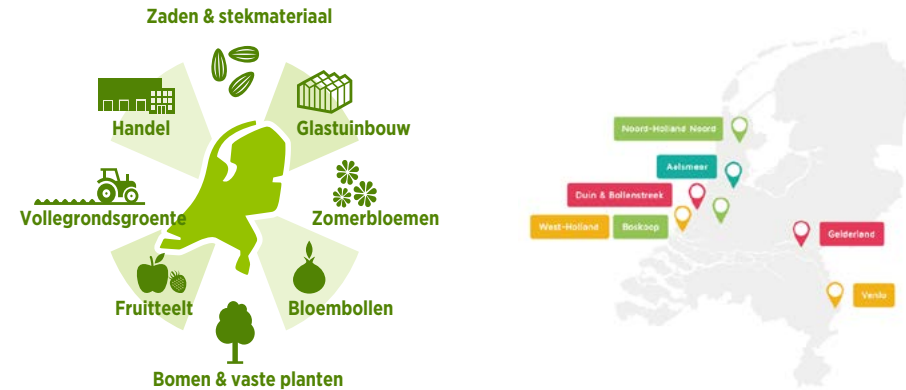 Zaden & stekmateriaal
Handel
Glastuinbouw
Vollegrondsgroente
Zomerbloemen
Fruitteelt
Bloembollen
Bomen & vaste planten
Noord-Holland Noord
Aalsmeer
Duin & Bollenstreek
West-Holland
Boskoop
Gelderland
Venlo